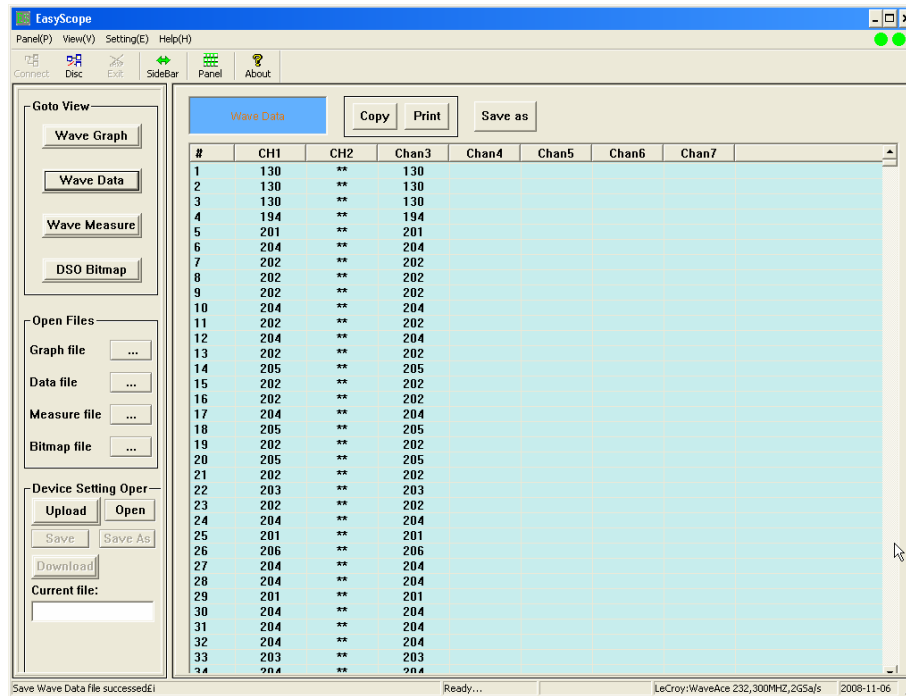 EasyScope
Panel(P) View(V) Setting(E) Help(H)
Connect Disc Exit SideBar Panel About
Goto View
Wave Graph
Wave Data
Wave Measure
DSO Bitmap
Open Files
Graph file ...
Data file ...
Measure file ...
Bitmap file ...
Device Setting Oper
Upload Open
Save Save As
Download
Current file:
Wave Data Copy Print Save as
# CH1 CH2 Chan3 Chan4 Chan5 Chan6 Chan7
1 130 ** 130
2 130 ** 130
3 130 ** 130
4 194 ** 194
5 201 ** 201
6 204 ** 204
7 202 ** 202
8 202 ** 202
9 202 ** 202
10 204 ** 204
11 202 ** 202
12 204 ** 204
13 202 ** 202
14 205 ** 205
15 202 ** 202
16 202 ** 202
17 204 ** 204
18 205 ** 205
19 202 ** 202
20 205 ** 205
21 202 ** 202
22 203 ** 203
23 202 ** 202
24 204 ** 204
25 201 ** 201
26 206 ** 206
27 204 ** 204
28 204 ** 204
29 201 ** 201
30 204 ** 204
31 204 ** 204
32 204 ** 204
33 203 ** 203
34 204 ** 204
Save Wave Data file successed£¡ Ready... LeCroy:WaveAce 232,300MHZ,2GSa/s 2008-11-06